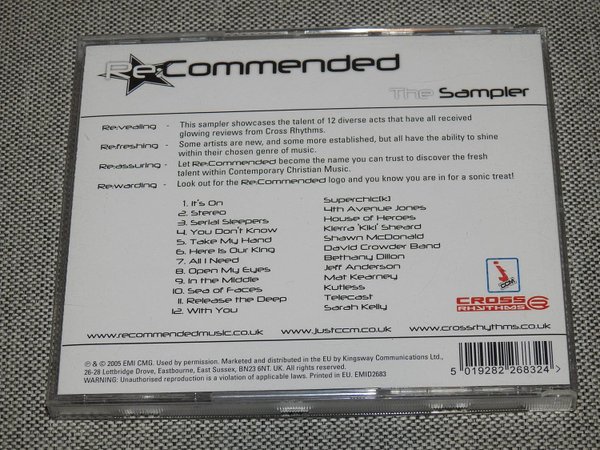 Re:Commended
The Sampler
Re:vealing - This sampler showcases the talent of 12 diverse acts that have all received
glowing reviews from Cross Rhythms.
Re:freshing - Some artists are new, and some more established, but all have the ability to shine
within their chosen genre of music.
Re:assuring - Let Re:Commended become the name you can trust to discover the fresh
talent within Contemporary Christian Music.
Re:warding - Look out for the Re:Commended logo and you know you are in for a sonic treat!
1. It's On Superchic[k]
2. Stereo 4th Avenue Jones
3. Serial Sleepers House of Heroes
4. You Don't Know Kierra 'Kiki' Sheard
5. Take My Hand Shawn McDonald
6. Here Is Our King David Crowder Band
7. All I Need Bethany Dillon
8. Open My Eyes Jeff Anderson
9. In the Middle Mat Kearney
10. Sea of Faces Kutless
11. Release the Deep Telecast
12. With You Sarah Kelly
CCM
CROSS
RHYTHMS
www.recommendedmusic.co.uk www.justccm.co.uk www.crossrhythms.co.uk
℗ & © 2005 EMI CMG. Used by permission. Marketed and distributed in the EU by Kingsway Communications Ltd.,
26-28 Lottbridge Drove, Eastbourne, East Sussex, BN23 6NT. UK. All rights reserved.
WARNING: Unauthorised reproduction is a violation of applicable laws. Printed in EU. EMID2683
5 019282 268324